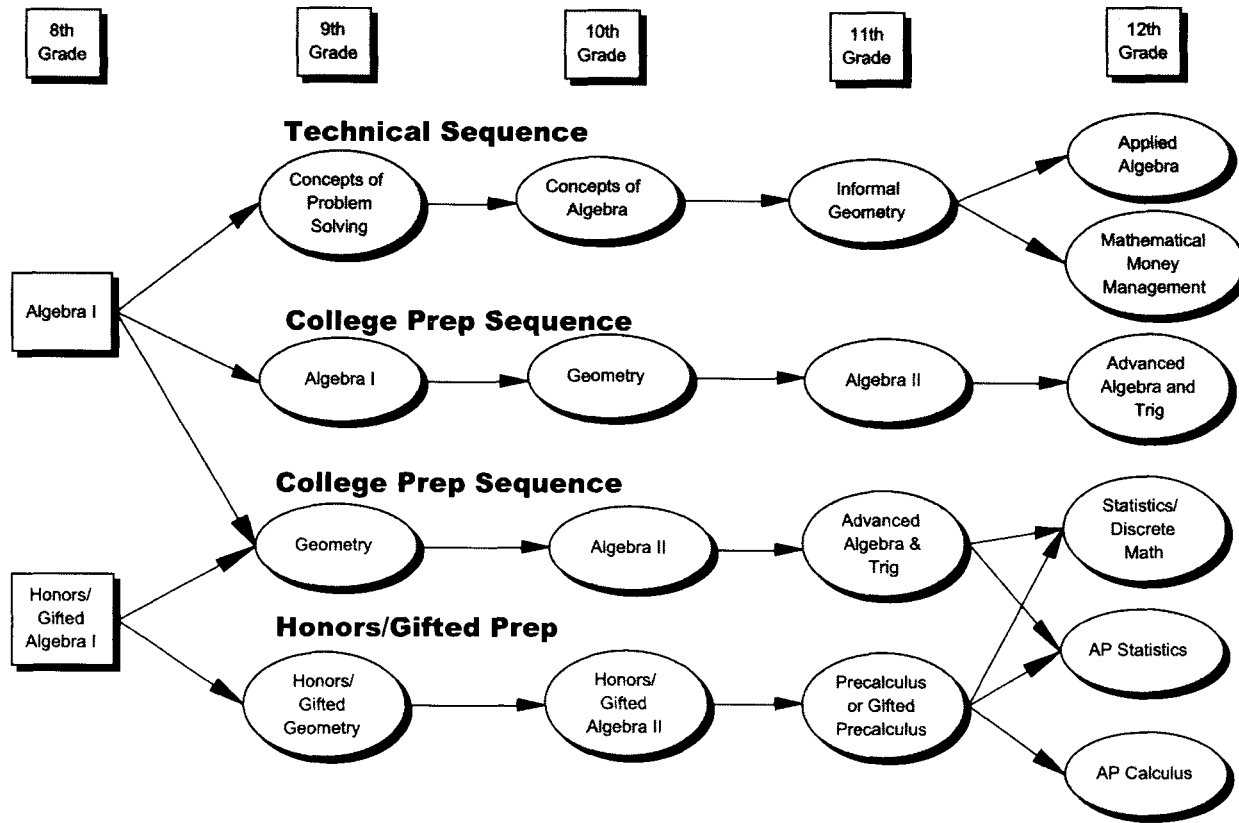 8th
Grade
9th
Grade
10th
Grade
11th
Grade
12th
Grade
Technical Sequence
Concepts of
Problem
Solving
Concepts of
Algebra
Informal
Geometry
Applied
Algebra
Mathematical
Money
Management
Algebra I
College Prep Sequence
Algebra I
Geometry
Algebra II
Advanced
Algebra and
Trig
College Prep Sequence
Geometry
Algebra II
Advanced
Algebra &
Trig
Statistics/
Discrete
Math
Honors/
Gifted
Algebra I
Honors/Gifted Prep
Honors/
Gifted
Geometry
Honors/
Gifted
Algebra II
Precalculus
or Gifted
Precalculus
AP Statistics
AP Calculus